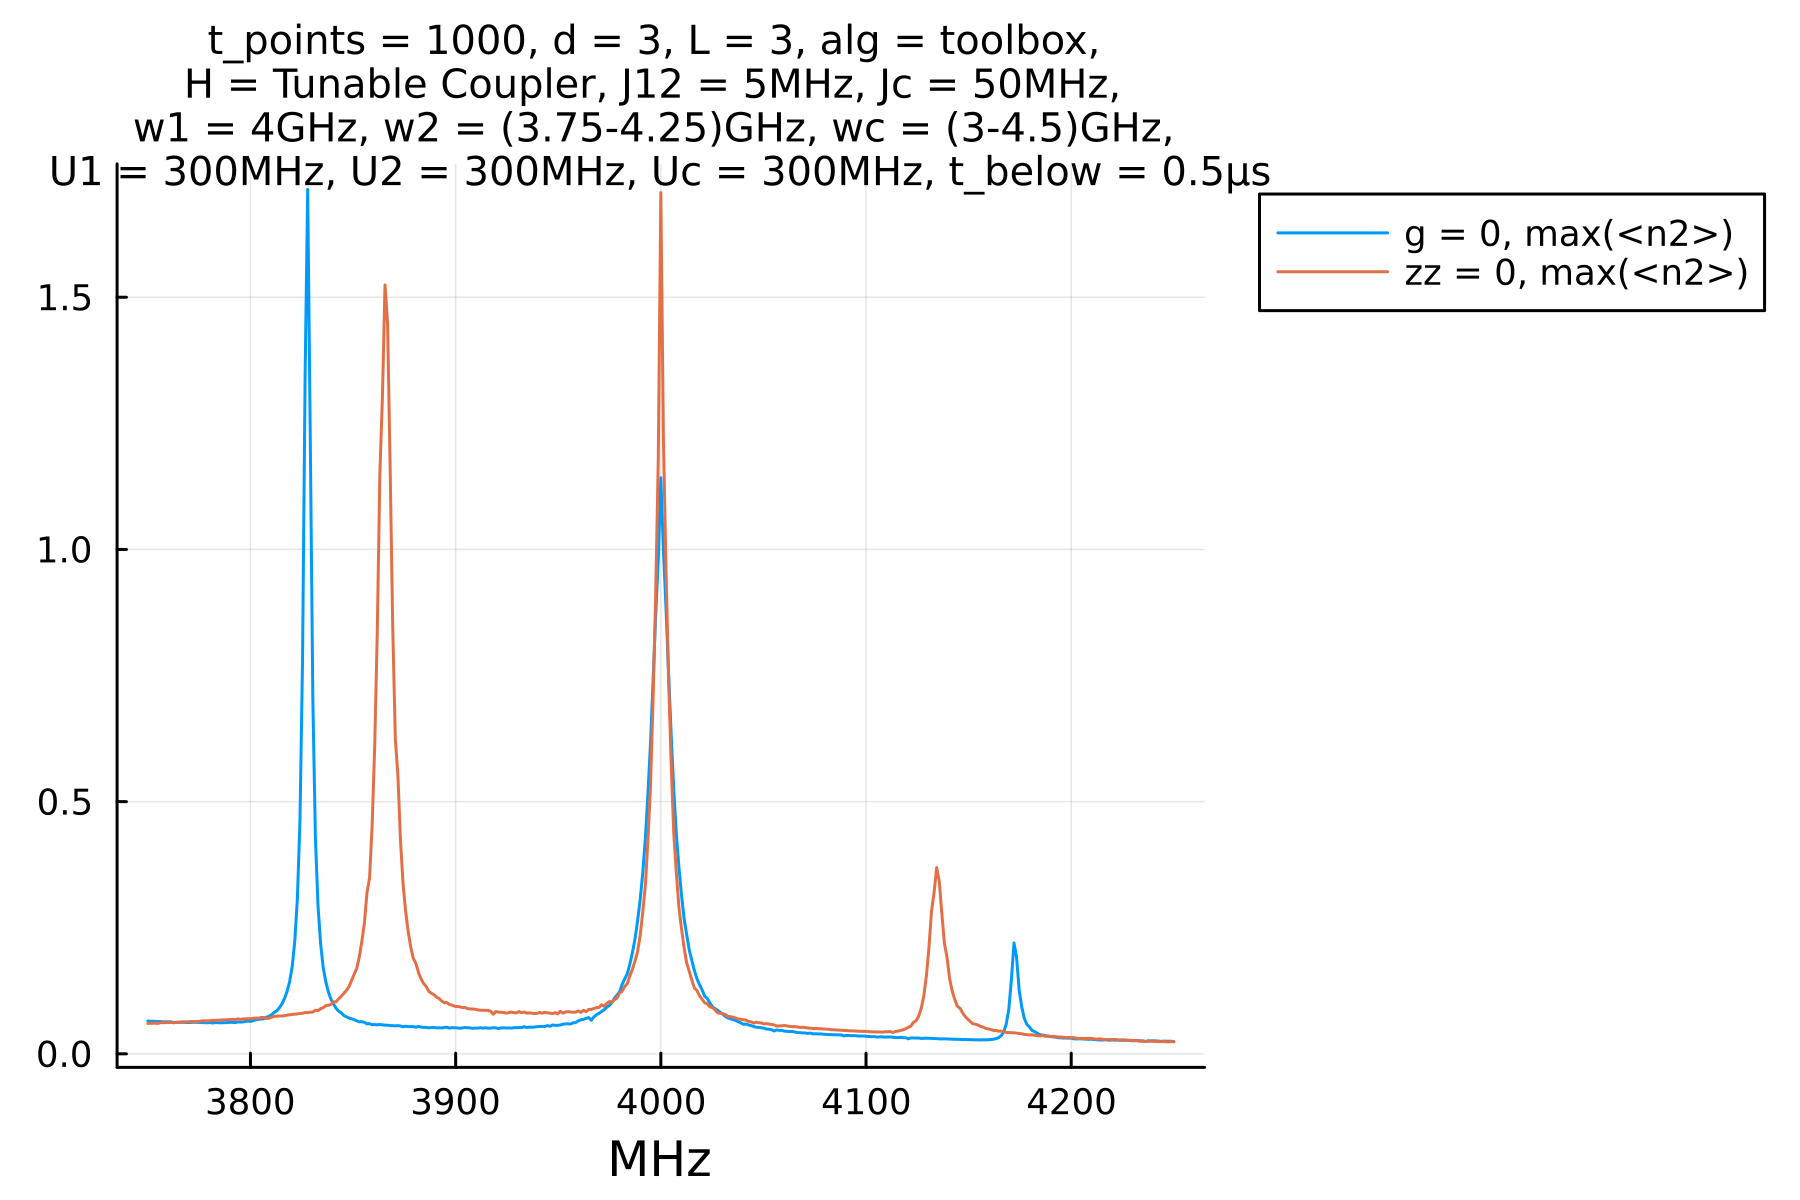 t_points = 1000, d = 3, L = 3, alg = toolbox,
H = Tunable Coupler, J12 = 5MHz, Jc = 50MHz,
w1 = 4GHz, w2 = (3.75-4.25)GHz, wc = (3-4.5)GHz,
U1 = 300MHz, U2 = 300MHz, Uc = 300MHz, t_below = 0.5μs
g = 0, max(<n2>)
zz = 0, max(<n2>)
1.5
1.0
0.5
0.0
3800 3900 4000 4100 4200
MHz